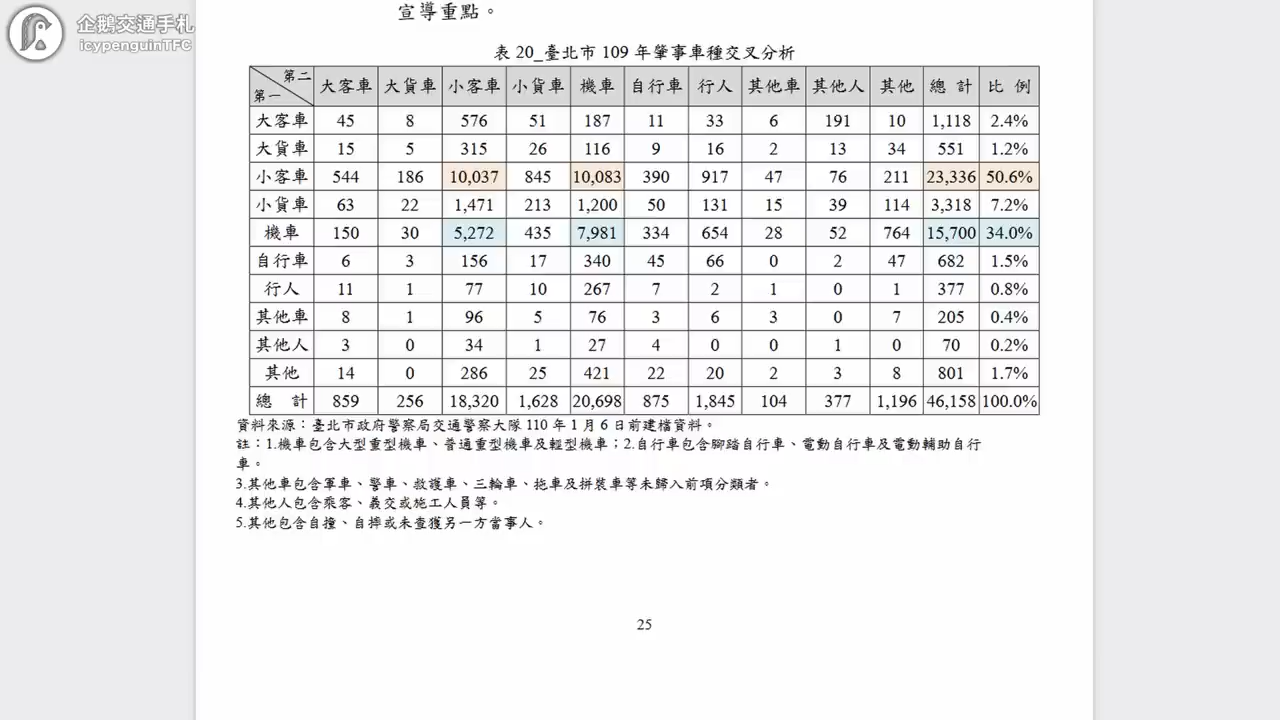 企鵝交通手札
icypenguinTFC
宣導重點。
表 20_臺北市 109 年肇事車種交叉分析
第二
第一 大客車 大貨車 小客車 小貨車 機車 自行車 行人 其他車 其他人 其他 總 計 比 例
大客車 45 8 576 51 187 11 33 6 191 10 1,118 2.4%
大貨車 15 5 315 26 116 9 16 2 13 34 551 1.2%
小客車 544 186 10,037 845 10,083 390 917 47 76 211 23,336 50.6%
小貨車 63 22 1,471 213 1,200 50 131 15 39 114 3,318 7.2%
機車 150 30 5,272 435 7,981 334 654 28 52 764 15,700 34.0%
自行車 6 3 156 17 340 45 66 0 2 47 682 1.5%
行人 11 1 77 10 267 7 2 1 0 1 377 0.8%
其他車 8 1 96 5 76 3 6 3 0 7 205 0.4%
其他人 3 0 34 1 27 4 0 0 1 0 70 0.2%
其他 14 0 286 25 421 22 20 2 3 8 801 1.7%
總 計 859 256 18,320 1,628 20,698 875 1,845 104 377 1,196 46,158 100.0%
資料來源：臺北市政府警察局交通警察大隊 110 年 1 月 6 日前建檔資料。
註：1.機車包含大型重型機車、普通重型機車及輕型機車；2.自行車包含腳踏自行車、電動自行車及電動輔助自行
車。
3.其他車包含軍車、警車、救護車、三輪車、拖車及拼裝車等未歸入前項分類者。
4.其他人包含乘客、義交或施工人員等。
5.其他包含自撞、自摔或未查獲另一方當事人。
25